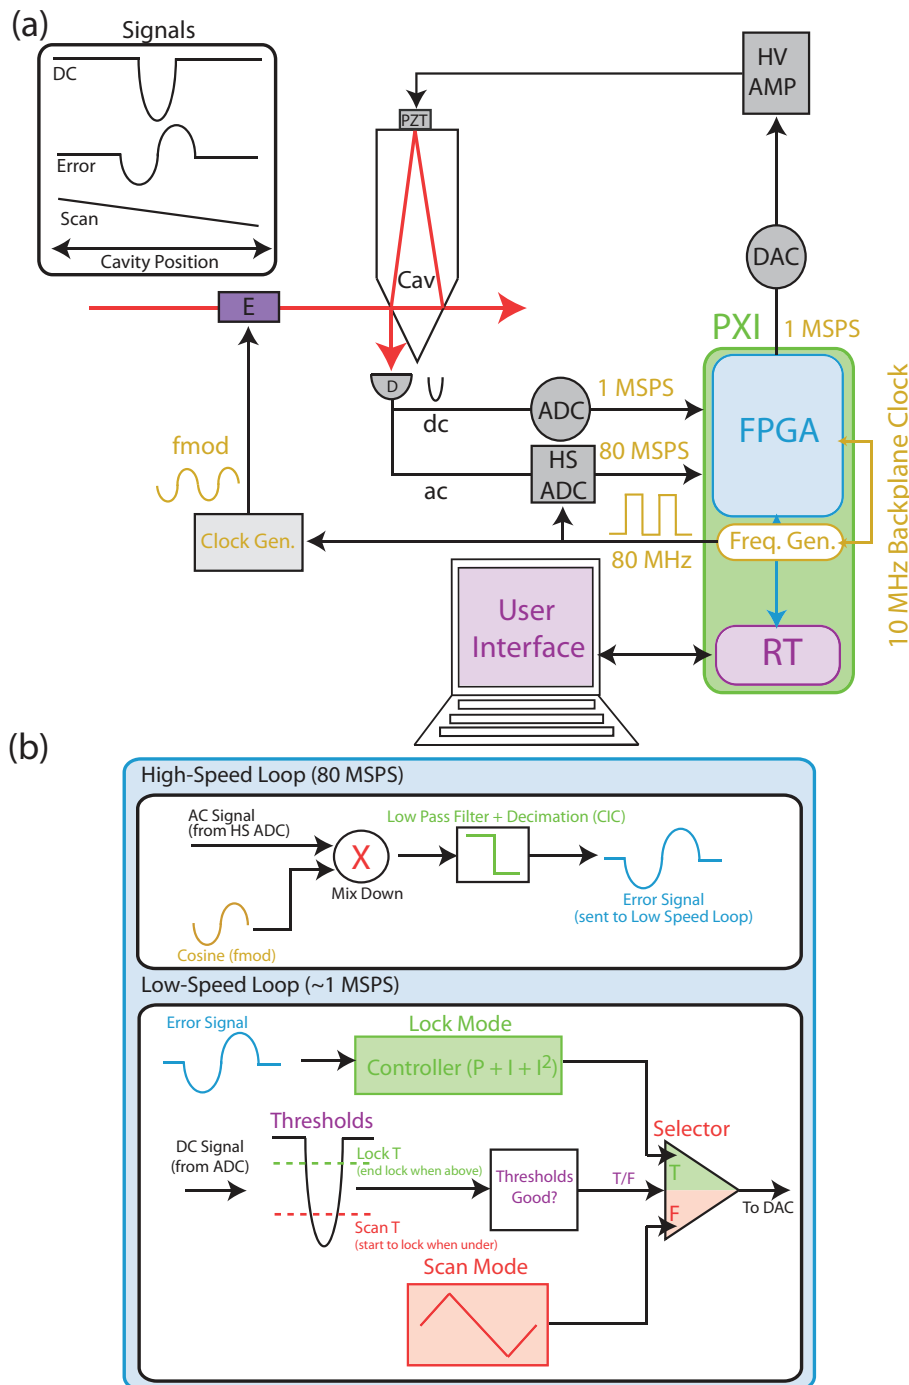 (a)
Signals
DC
Error
Scan
Cavity Position
HV
AMP
PZT
Cav
DAC
E
PXI
1 MSPS
D
dc
ADC
1 MSPS
FPGA
fmod
ac
HS
ADC
80 MSPS
Clock Gen.
80 MHz
Freq. Gen.
10 MHz Backplane Clock
User
Interface
RT
(b)
High-Speed Loop (80 MSPS)
AC Signal
(from HS ADC)
Low Pass Filter + Decimation (CIC)
X
Mix Down
Error Signal
(sent to Low Speed Loop)
Cosine (fmod)
Low-Speed Loop (~1 MSPS)
Error Signal
Lock Mode
Controller (P + I + I²)
Thresholds
Selector
DC Signal
(from ADC)
Lock T
(end lock when above)
Thresholds
Good?
T/F
T
F
To DAC
Scan T
(start to lock when under)
Scan Mode